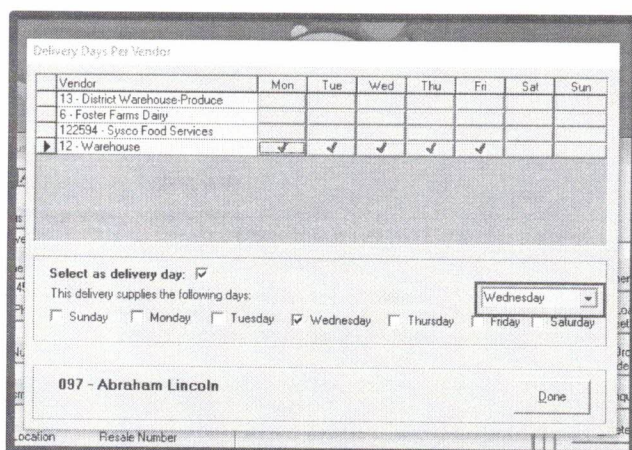 Delivery Days Per Vendor
Vendor Mon Tue Wed Thu Fri Sat Sun
13 - District Warehouse-Produce
6 - Foster Farms Dairy
122594 - Sysco Food Services
12 - Warehouse
Select as delivery day:
This delivery supplies the following days:
Wednesday
Sunday Monday Tuesday Wednesday Thursday Friday Saturday
097 - Abraham Lincoln
Done
Location Resale Number